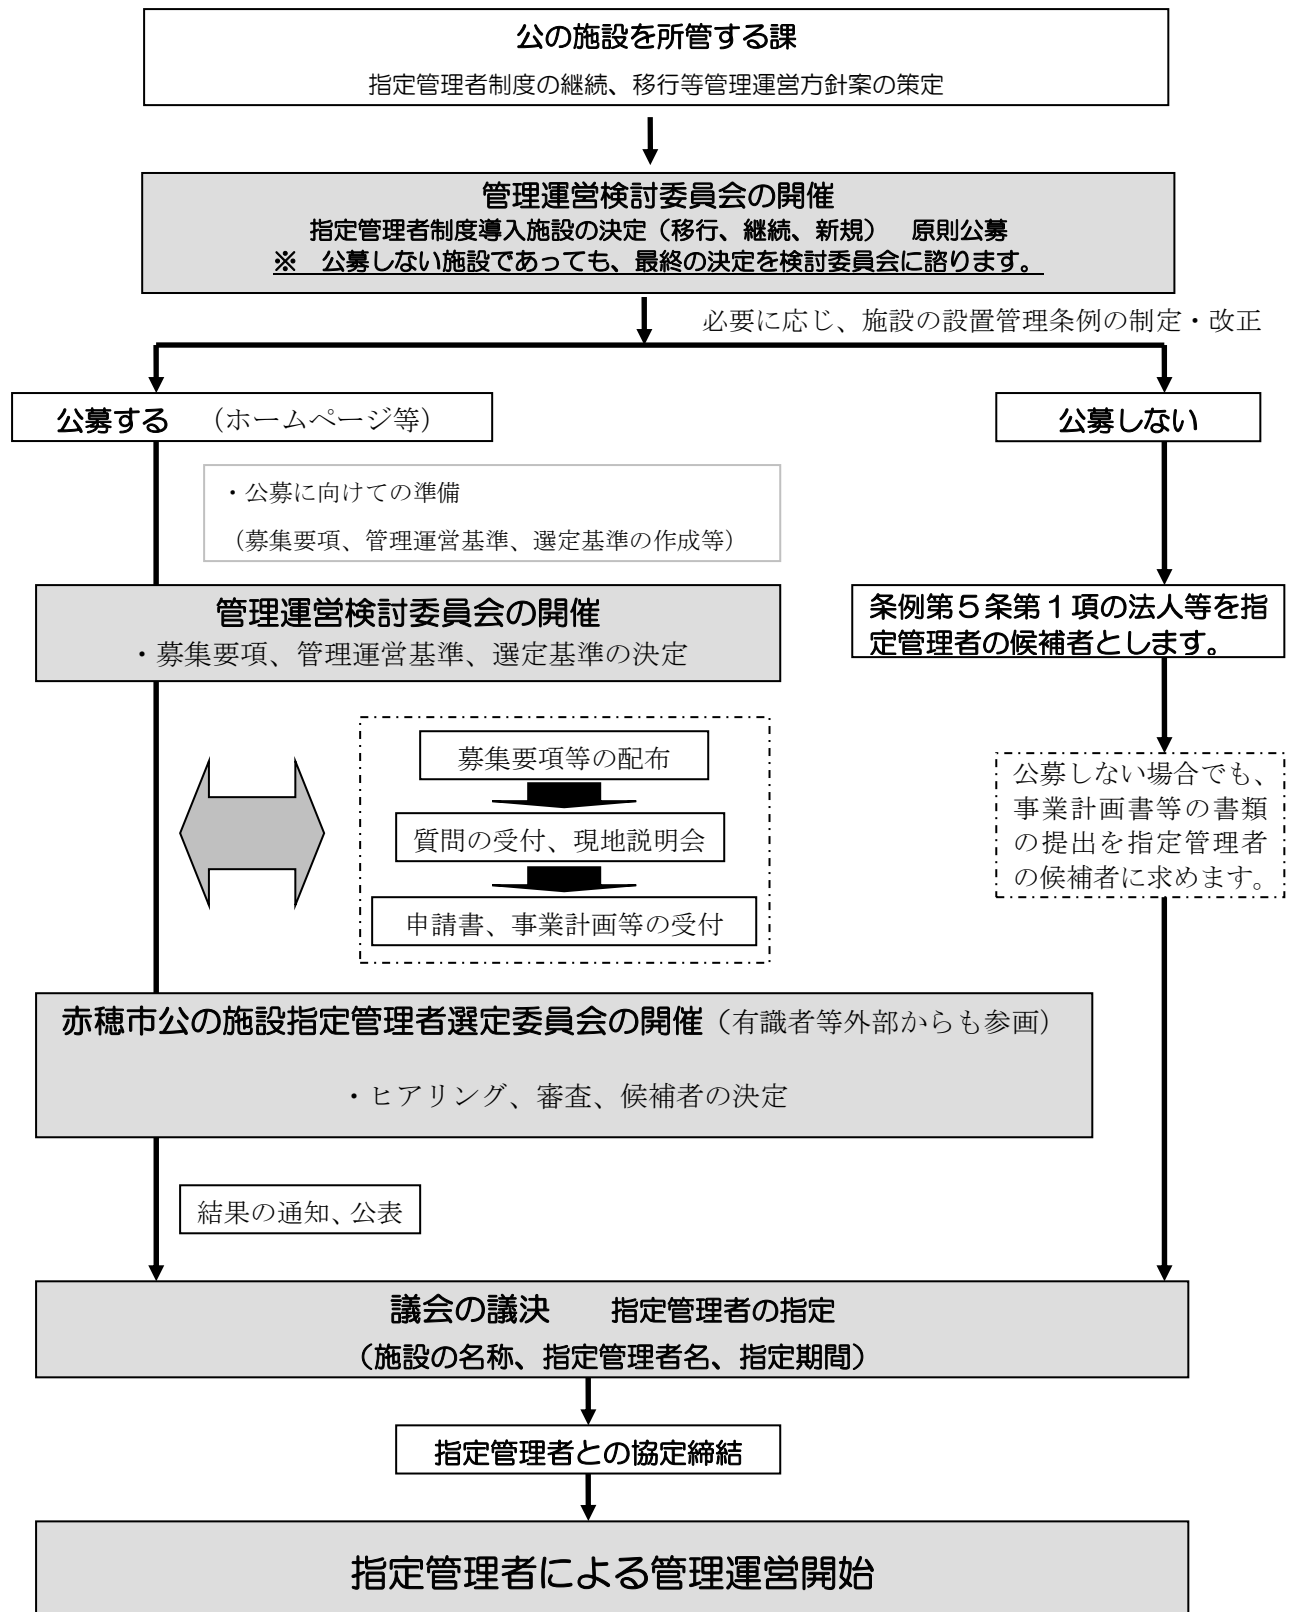 公の施設を所管する課
指定管理者制度の継続、移行等管理運営方針案の策定
管理運営検討委員会の開催
指定管理者制度導入施設の決定（移行、継続、新規）　原則公募
※　公募しない施設であっても、最終の決定を検討委員会に諮ります。
必要に応じ、施設の設置管理条例の制定・改正
公募する　（ホームページ等）
公募しない
・公募に向けての準備
（募集要項、管理運営基準、選定基準の作成等）
管理運営検討委員会の開催
・募集要項、管理運営基準、選定基準の決定
条例第５条第１項の法人等を指
定管理者の候補者とします。
募集要項等の配布
質問の受付、現地説明会
申請書、事業計画等の受付
公募しない場合でも、
事業計画書等の書類
の提出を指定管理者
の候補者に求めます。
赤穂市公の施設指定管理者選定委員会の開催（有識者等外部からも参画）
・ヒアリング、審査、候補者の決定
結果の通知、公表
議会の議決　　指定管理者の指定
（施設の名称、指定管理者名、指定期間）
指定管理者との協定締結
指定管理者による管理運営開始